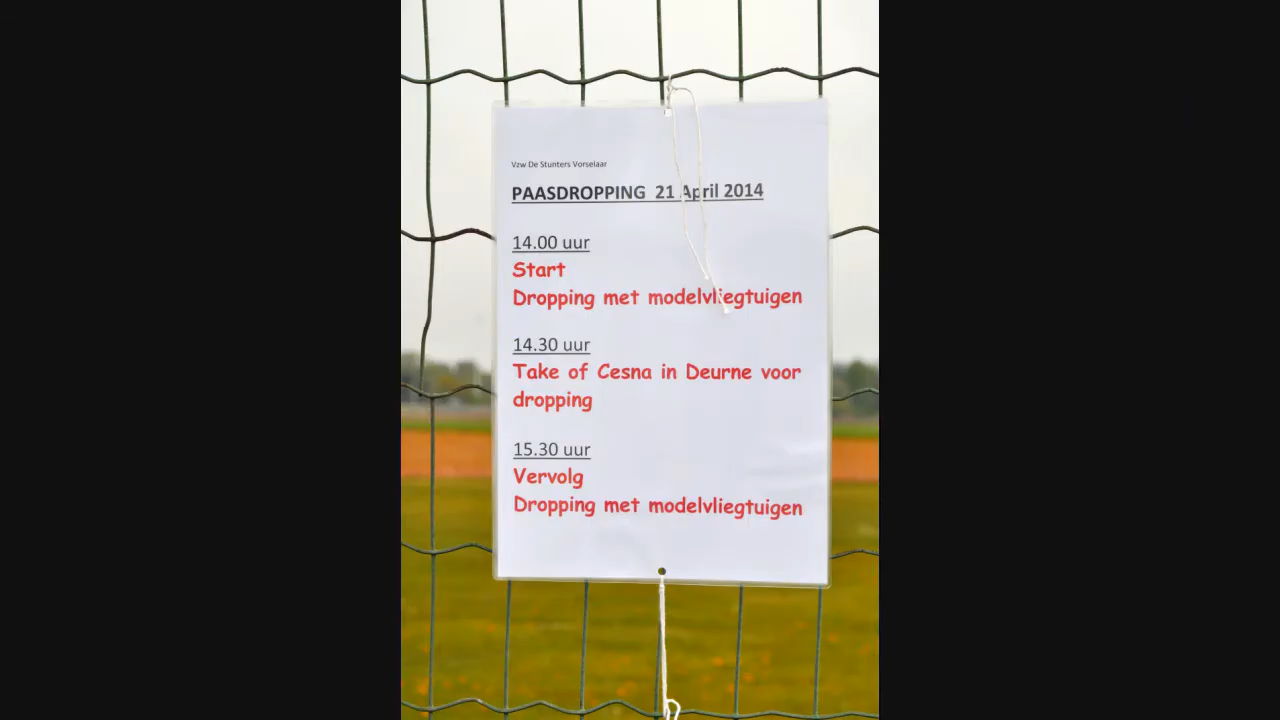 Vzw De Stunters Vorselaar
PAASDROPPING 21 April 2014
14.00 uur
Start
Dropping met modelvliegtuigen
14.30 uur
Take of Cesna in Deurne voor
dropping
15.30 uur
Vervolg
Dropping met modelvliegtuigen